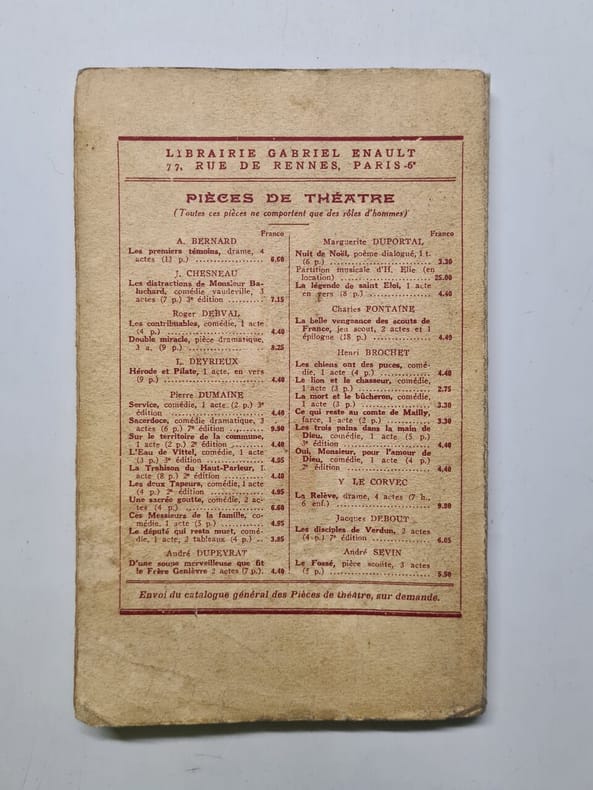 LIBRAIRIE GABRIEL ENAULT
77, RUE DE RENNES, PARIS-6e
PIÈCES DE THÉATRE
(Toutes ces pièces ne comportent que des rôles d'hommes)
Franco
A. BERNARD
Les premiers témoins, drame, 4
actes (13 p.) 6,60
J. CHESNEAU
Les distractions de Monsieur Ba-
luchard, comédie vaudeville, 3
actes (7 p.) 3e édition 7.15
Roger DERVAL
Les contribuables, comédie, 1 acte
(4 p.) 4.40
Double miracle, pièce dramatique,
3 a. (9 p.) 8.25
L. DEYRIEUX
Hérode et Pilate, 1 acte, en vers
(9 p.) 4.40
Pierre DUMAINE
Service, comédie, 1 acte (2 p.) 3e
édition 4.40
Sacerdoce, comédie dramatique, 3
actes (6 p.) 7e édition 9.90
Sur le territoire de la commune,
1 acte (2 p.) 2e édition 4.40
L'Eau de Vittel, comédie, 1 acte
(3 p.) 3e édition 4.95
La Trahison du Haut-Parleur, 1
acte (8 p.) 2e édition 4.40
Les deux Tapeurs, comédie, 1 acte
(4 p.) 2e édition 4.95
Une sacrée goutte, comédie, 2 ac-
tes (4 p.) 6.60
Ces Messieurs de la famille, co-
médie, 1 acte (5 p.) 4.95
Le député qui resta muet, comé-
die, 1 acte, 2 tableaux (4 p.) 3.85
André DUPEYRAT
D'une soupe merveilleuse que fit
le Frère Genièvre 2 actes (7 p.). 4.40
Franco
Marguerite DUPORTAL
Nuit de Noël, poème dialogué, 1 t.
(6 p.) 3.30
Partition musicale d'H. Elie (en
location) 25.00
La légende de saint Eloi, 1 acte
en vers (8 p.) 4.40
Charles FONTAINE
La belle vengeance des scouts de
France, jeu scout, 2 actes et 1
épilogue (18 p.) 4.40
Henri BROCHET
Les chiens ont des puces, comé-
die, 1 acte (4 p.) 4.40
Le lion et le chasseur, comédie,
1 acte (3 p.) 2.75
La mort et le bûcheron, comédie,
1 acte (3 p.) 3.30
Ce qui reste au comte de Mailly,
farce, 1 acte (2 p.) 3.30
Les trois pains dans la main de
Dieu, comédie, 1 acte (5 p.)
3e édition 4.40
Oui, Monsieur, pour l'amour de
Dieu, comédie, 1 acte (4 p.)
2e édition 4,40
Y LE CORVEC
La Relève, drame, 4 actes (7 h.,
6 enf.) 9.90
Jacques DEBOUT
Les disciples de Verdun, 2 actes
(4 p.) 7e édition 6.05
André SEVIN
Le Fossé, pièce scoute, 3 actes
(5 p.) 5.50
Envoi du catalogue général des Pièces de théâtre, sur demande.